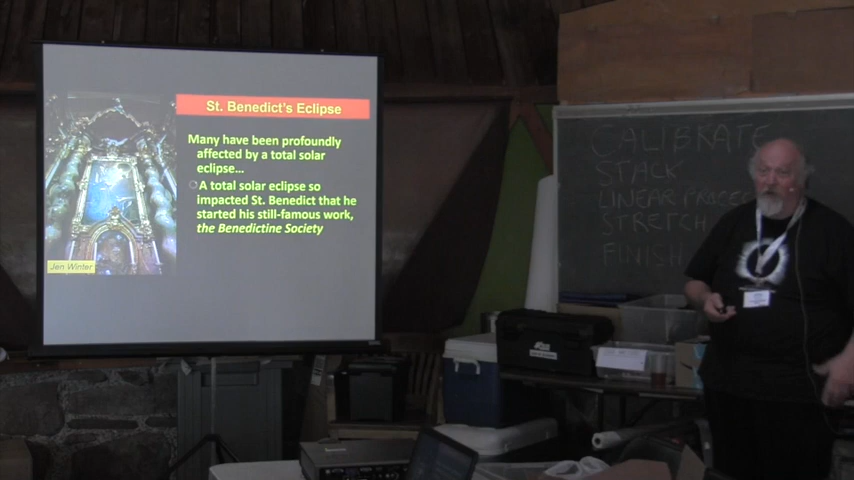 St. Benedict's Eclipse
Many have been profoundly
affected by a total solar
eclipse...
A total solar eclipse so
impacted St. Benedict that he
started his still-famous work,
the Benedictine Society
Jen Winter
CALIBRATE
STACK
LINEAR PROCE
STRETCH
FINISH